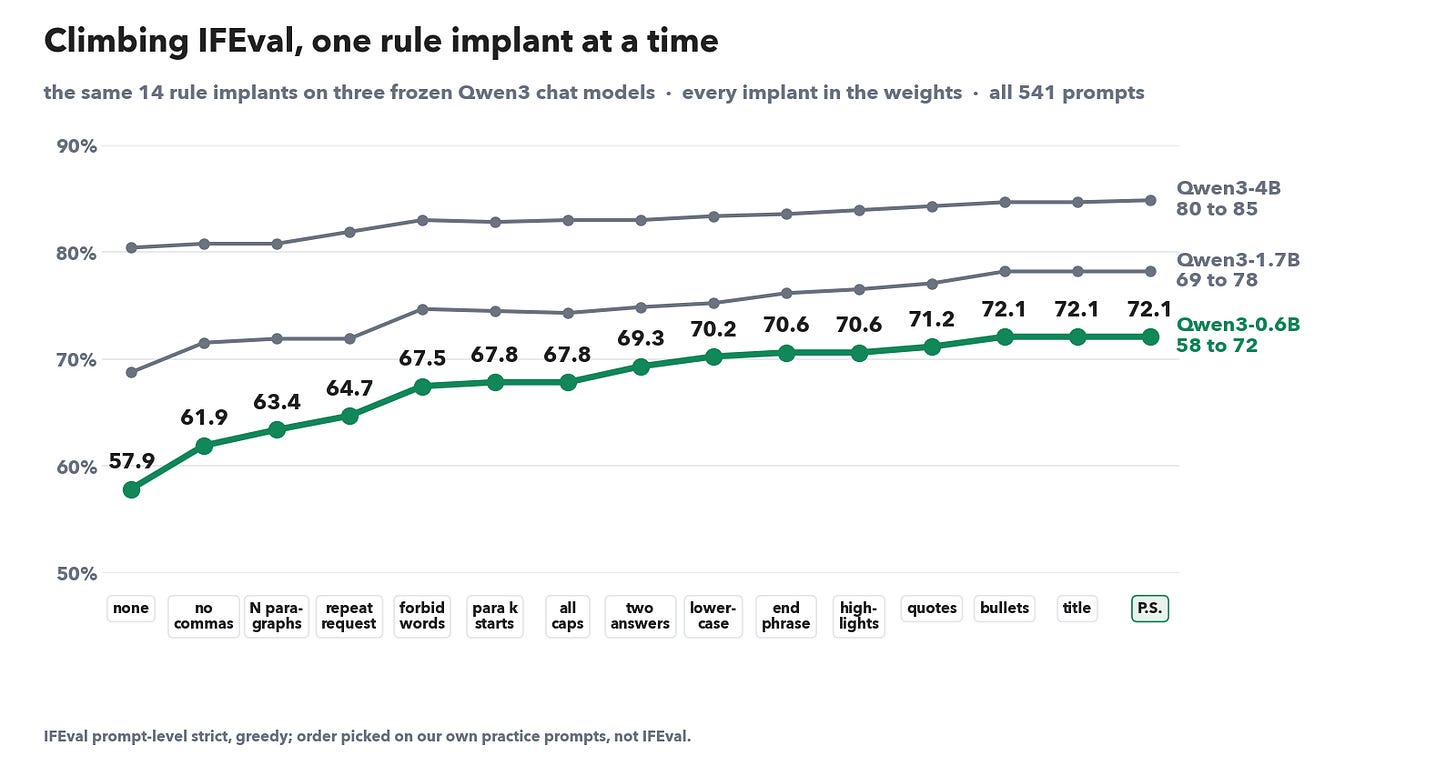 Climbing IFEval, one rule implant at a time
the same 14 rule implants on three frozen Qwen3 chat models · every implant in the weights · all 541 prompts
90%
80%
70%
60%
50%
Qwen3-4B
80 to 85
Qwen3-1.7B
69 to 78
Qwen3-0.6B
58 to 72
57.9
61.9
63.4
64.7
67.5
67.8
67.8
69.3
70.2
70.6
70.6
71.2
72.1
72.1
72.1
none
no
commas
N para-
graphs
repeat
request
forbid
words
para k
starts
all
caps
two
answers
lower-
case
end
phrase
high-
lights
quotes
bullets
title
P.S.
IFEval prompt-level strict, greedy; order picked on our own practice prompts, not IFEval.